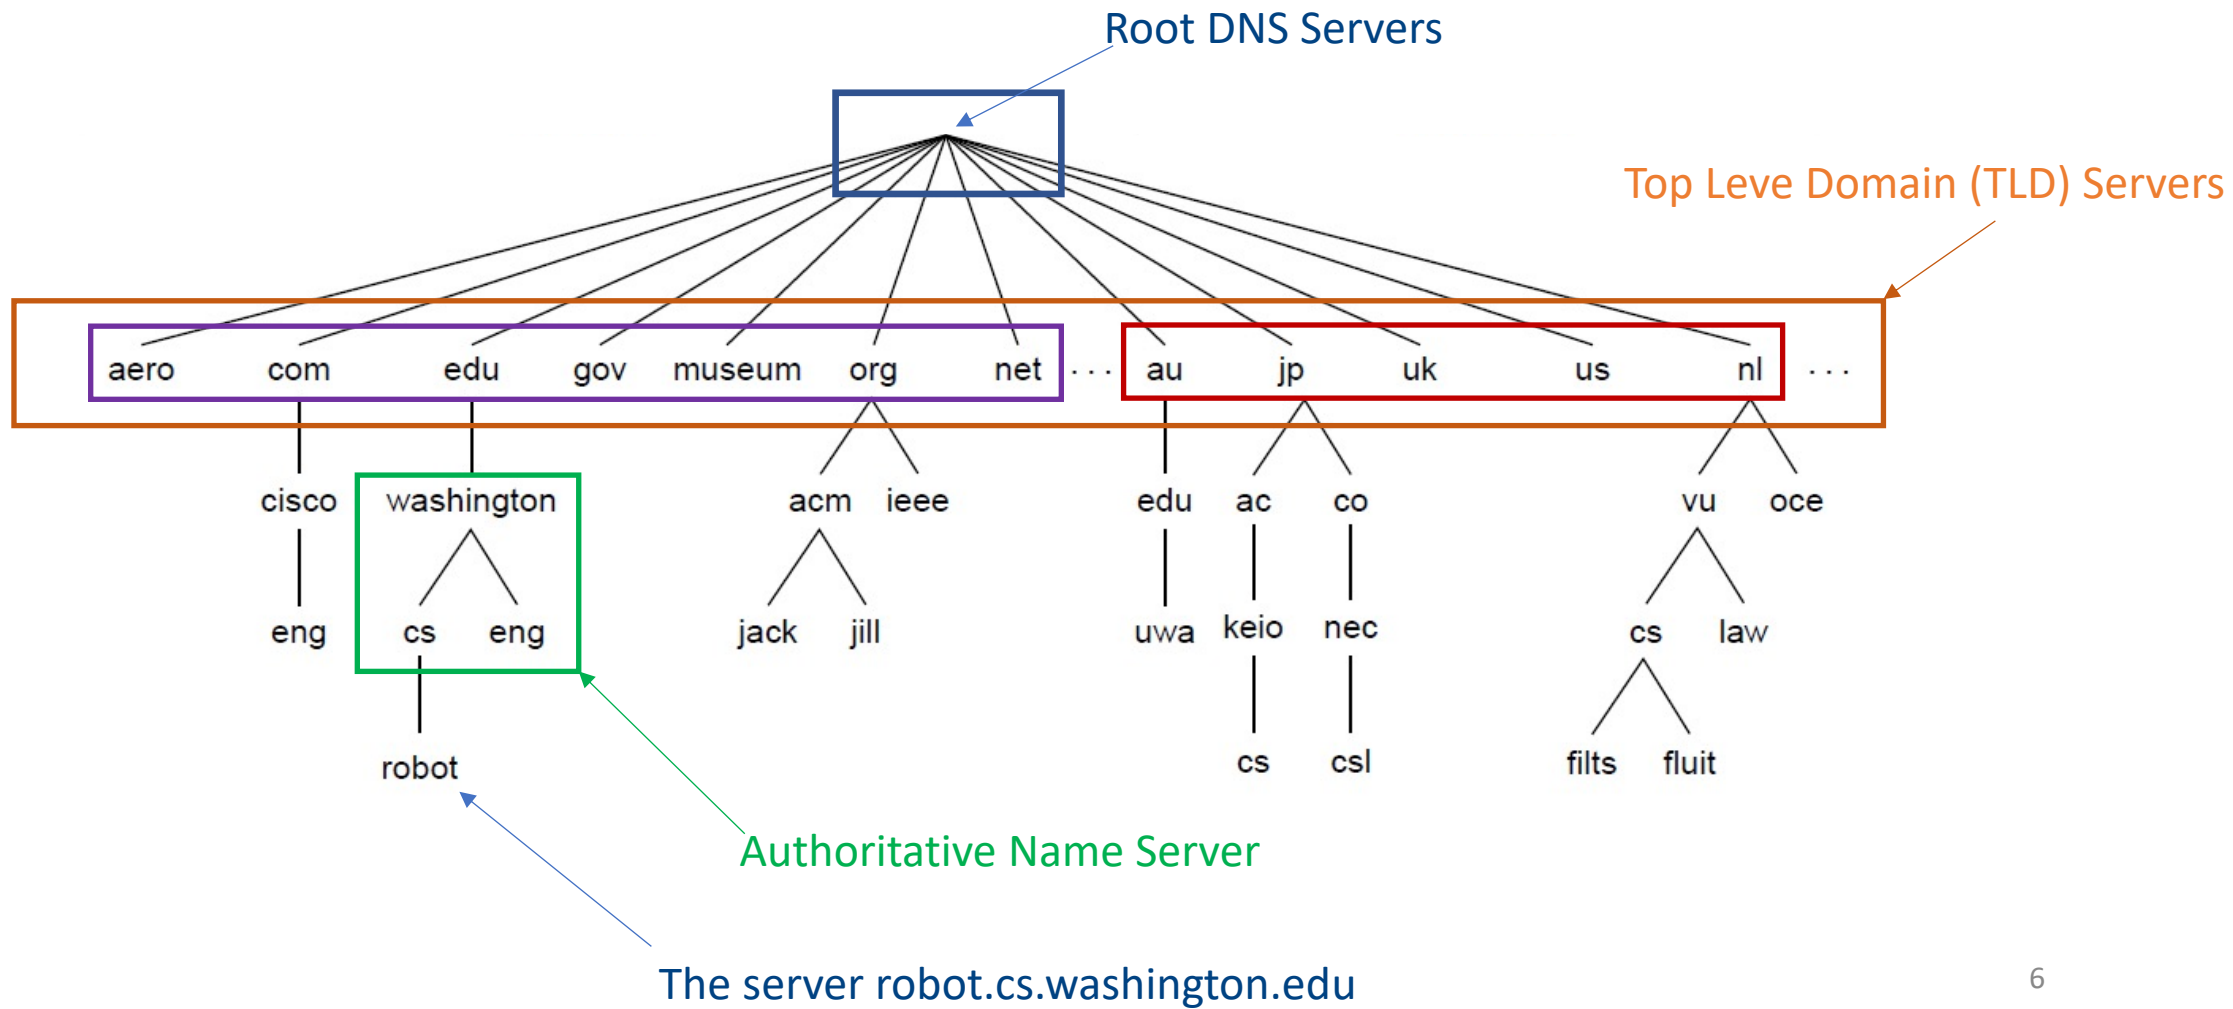 Root DNS Servers
Top Leve Domain (TLD) Servers
aero com edu gov museum org net ... au jp uk us nl ...
cisco washington acm ieee edu ac co vu oce
eng cs eng jack jill uwa keio nec cs law
robot cs csl filts fluit
Authoritative Name Server
The server robot.cs.washington.edu
6